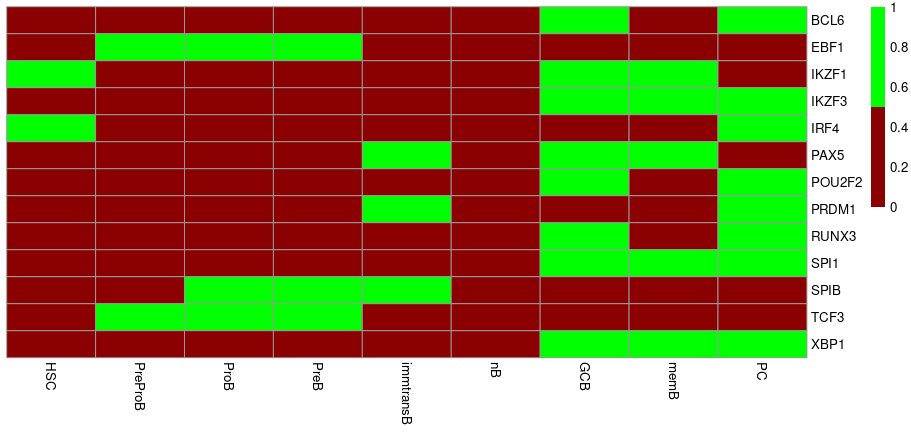 BCL6
EBF1
IKZF1
IKZF3
IRF4
PAX5
POU2F2
PRDM1
RUNX3
SPI1
SPIB
TCF3
XBP1
1
0.8
0.6
0.4
0.2
0
HSC
PreProB
ProB
PreB
immtransB
nB
GCB
memB
PC